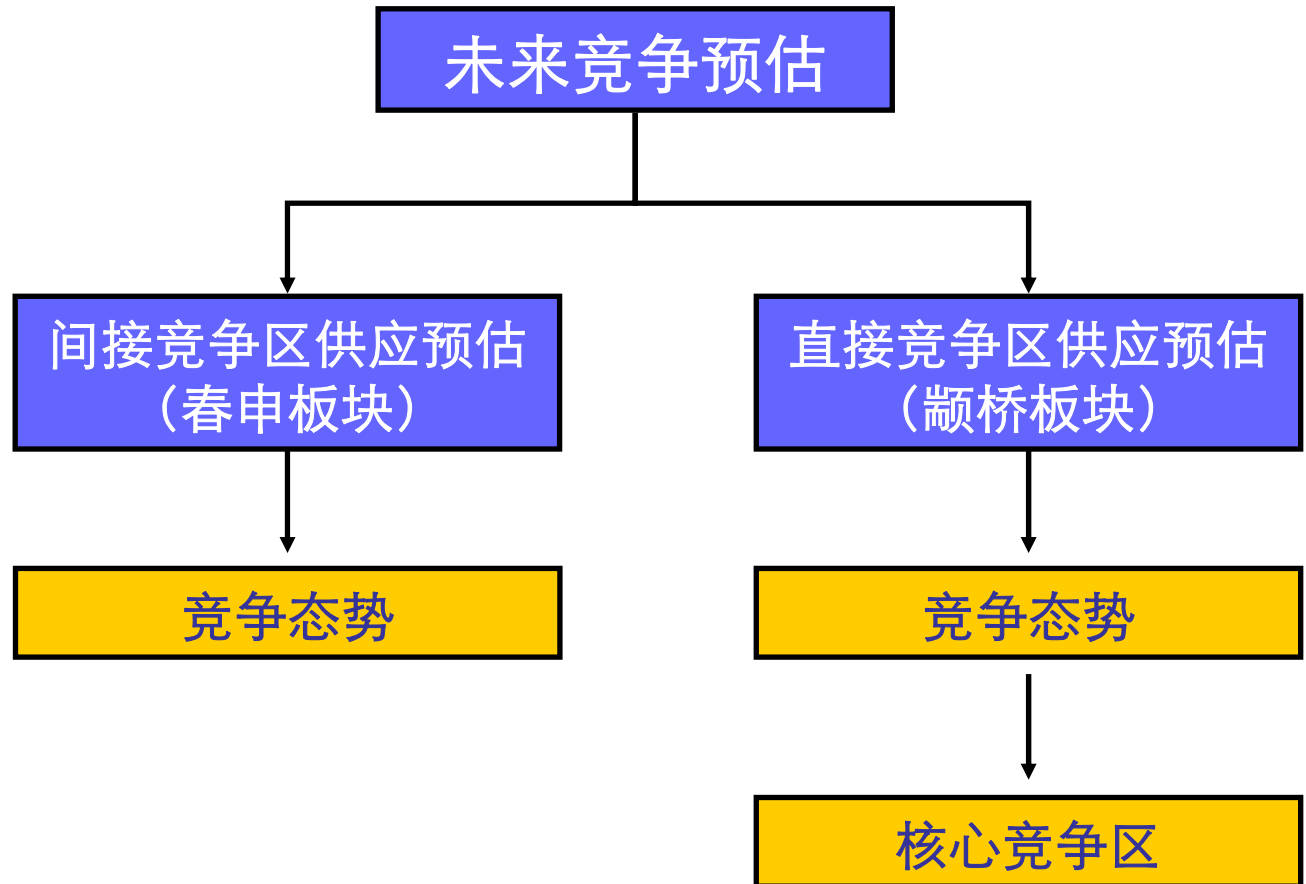 未来竞争预估
间接竞争区供应预估
（春申板块）
直接竞争区供应预估
（颛桥板块）
竞争态势
竞争态势
核心竞争区